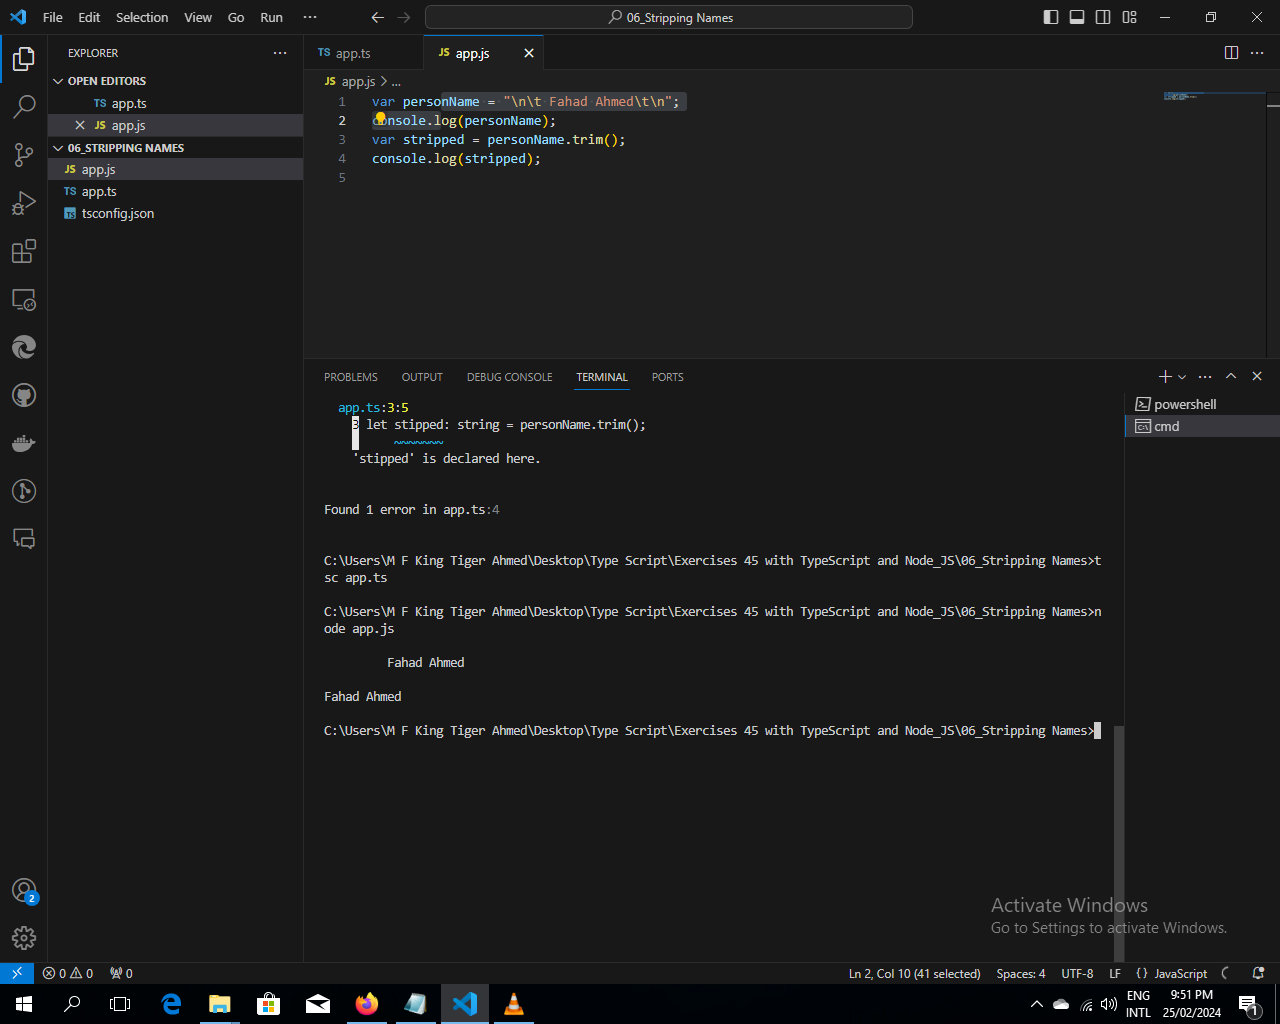 File Edit Selection View Go Run ··· 06_Stripping Names
EXPLORER ···
OPEN EDITORS
TS app.ts
JS app.js
06_STRIPPING NAMES
JS app.js
TS app.ts
TS tsconfig.json
TS app.ts JS app.js
JS app.js > ...
1 var personName = "\n\t Fahad Ahmed\t\n";
2 console.log(personName);
3 var stripped = personName.trim();
4 console.log(stripped);
5
PROBLEMS OUTPUT DEBUG CONSOLE TERMINAL PORTS
powershell
cmd
app.ts:3:5
3 let stipped: string = personName.trim();
~~~~~~~
'stipped' is declared here.
Found 1 error in app.ts:4
C:\Users\M F King Tiger Ahmed\Desktop\Type Script\Exercises 45 with TypeScript and Node_JS\06_Stripping Names>t
sc app.ts
C:\Users\M F King Tiger Ahmed\Desktop\Type Script\Exercises 45 with TypeScript and Node_JS\06_Stripping Names>n
ode app.js
Fahad Ahmed
Fahad Ahmed
C:\Users\M F King Tiger Ahmed\Desktop\Type Script\Exercises 45 with TypeScript and Node_JS\06_Stripping Names>
2
Activate Windows
Go to Settings to activate Windows.
0 0 0 Ln 2, Col 10 (41 selected) Spaces: 4 UTF-8 LF {} JavaScript
ENG
INTL
9:51 PM
25/02/2024
1